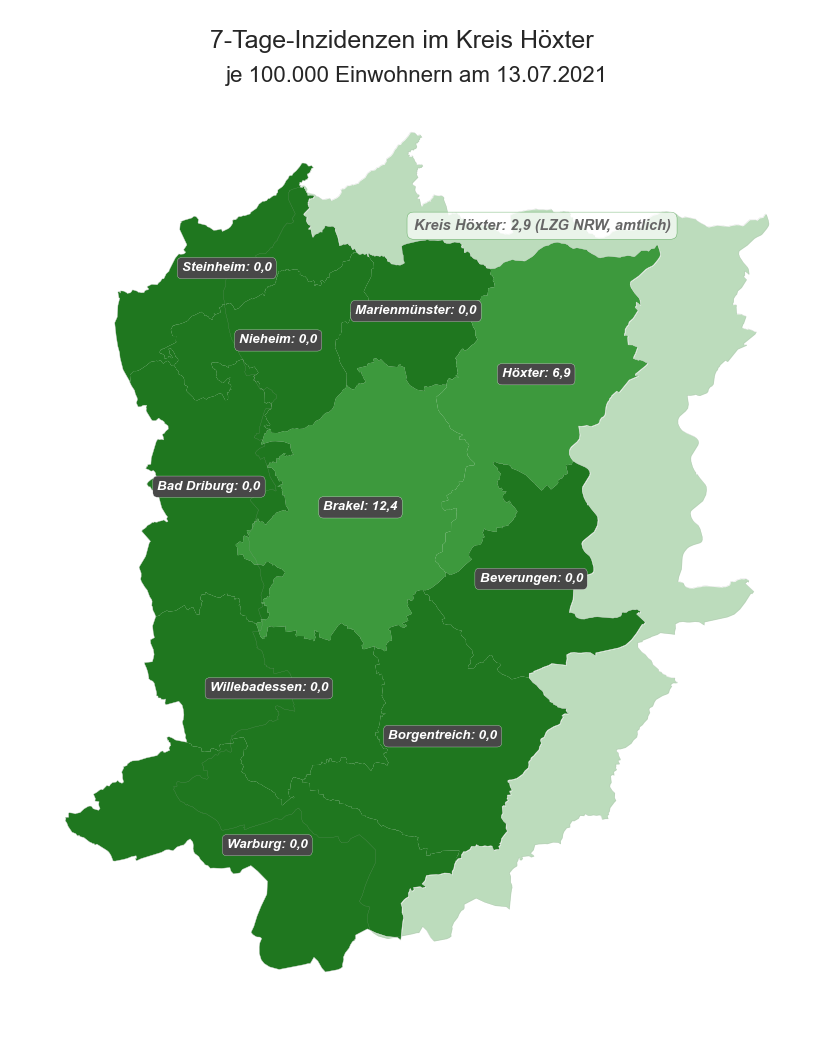 7-Tage-Inzidenzen im Kreis Höxter
je 100.000 Einwohnern am 13.07.2021
Kreis Höxter: 2,9 (LZG NRW, amtlich)
Steinheim: 0,0
Marienmünster: 0,0
Nieheim: 0,0
Höxter: 6,9
Bad Driburg: 0,0
Brakel: 12,4
Beverungen: 0,0
Willebadessen: 0,0
Borgentreich: 0,0
Warburg: 0,0